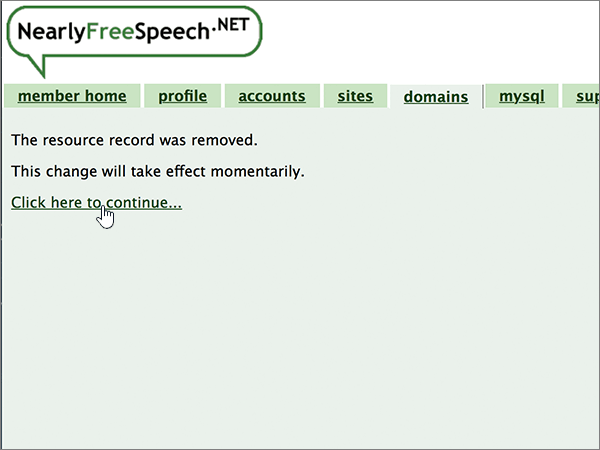 NearlyFreeSpeech.NET
member home profile accounts sites domains mysql sup
The resource record was removed.
This change will take effect momentarily.
Click here to continue...